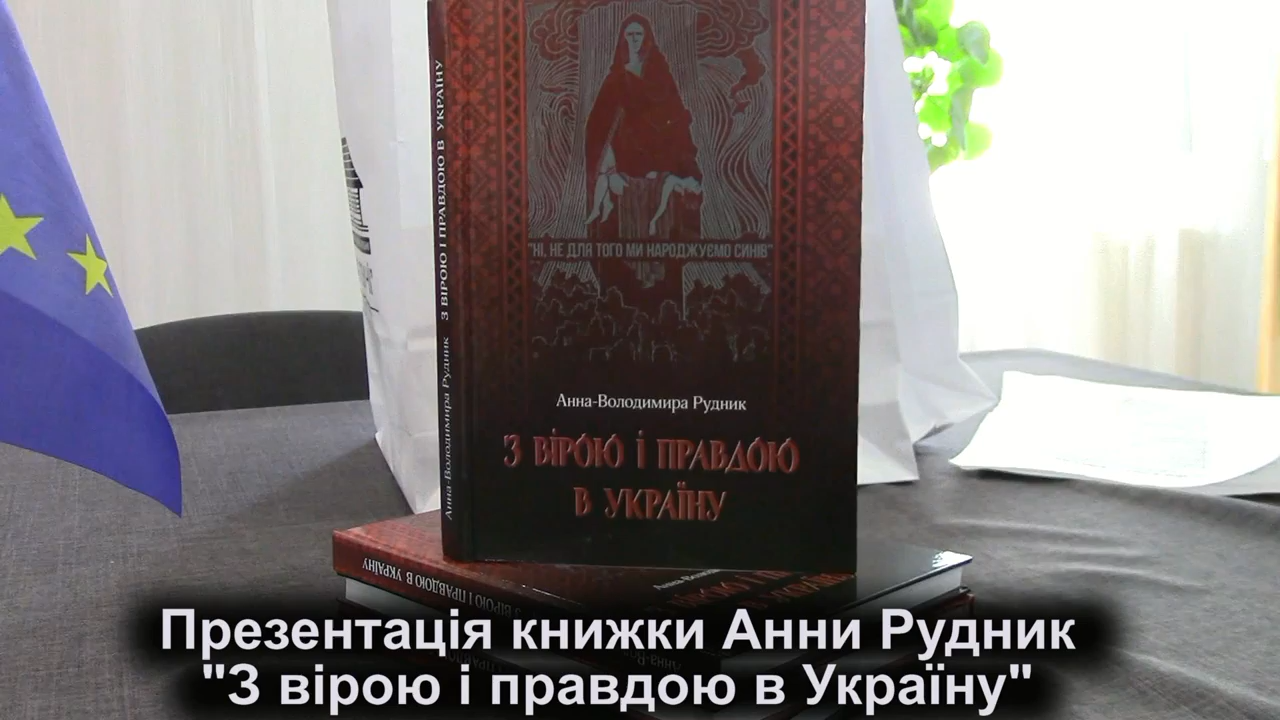 З ВІРОЮ І ПРАВДОЮ В УКРАЇНУ
Анна-Володимира Рудник
"НІ, НЕ ДЛЯ ТОГО МИ НАРОДЖУЄМО СИНІВ"
Анна-Володимира Рудник
З ВІРОЮ І ПРАВДОЮ
В УКРАЇНУ
З ВІРОЮ І ПРАВДОЮ В УКРАЇНУ
Презентація книжки Анни Рудник
"З вірою і правдою в Україну"